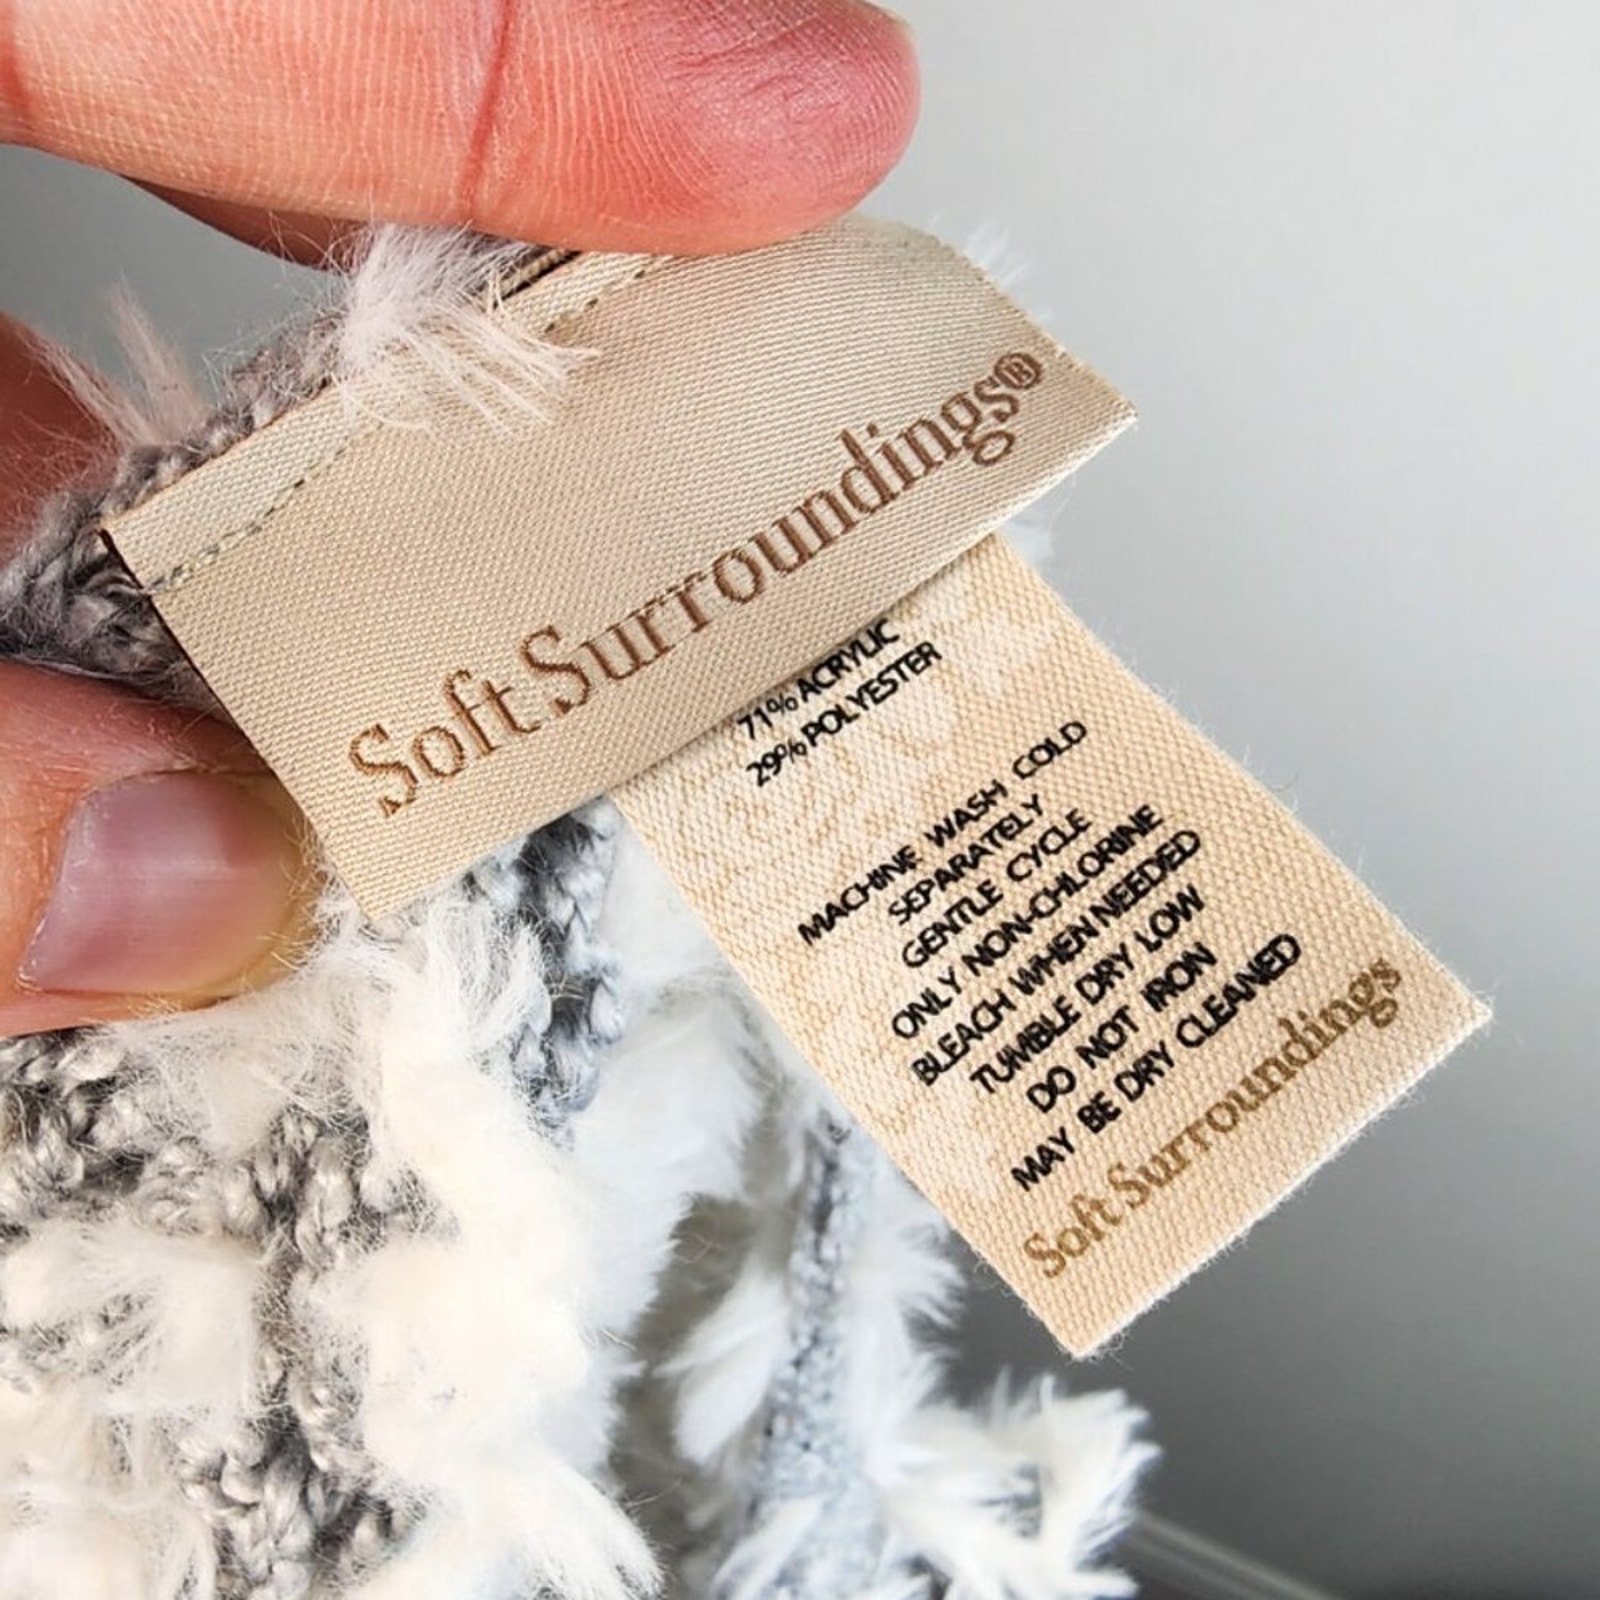 Soft Surroundings®
71% ACRYLIC
29% POLYESTER
MACHINE WASH COLD
SEPARATELY
GENTLE CYCLE
ONLY NON-CHLORINE
BLEACH WHEN NEEDED
TUMBLE DRY LOW
DO NOT IRON
MAY BE DRY CLEANED
Soft Surroundings